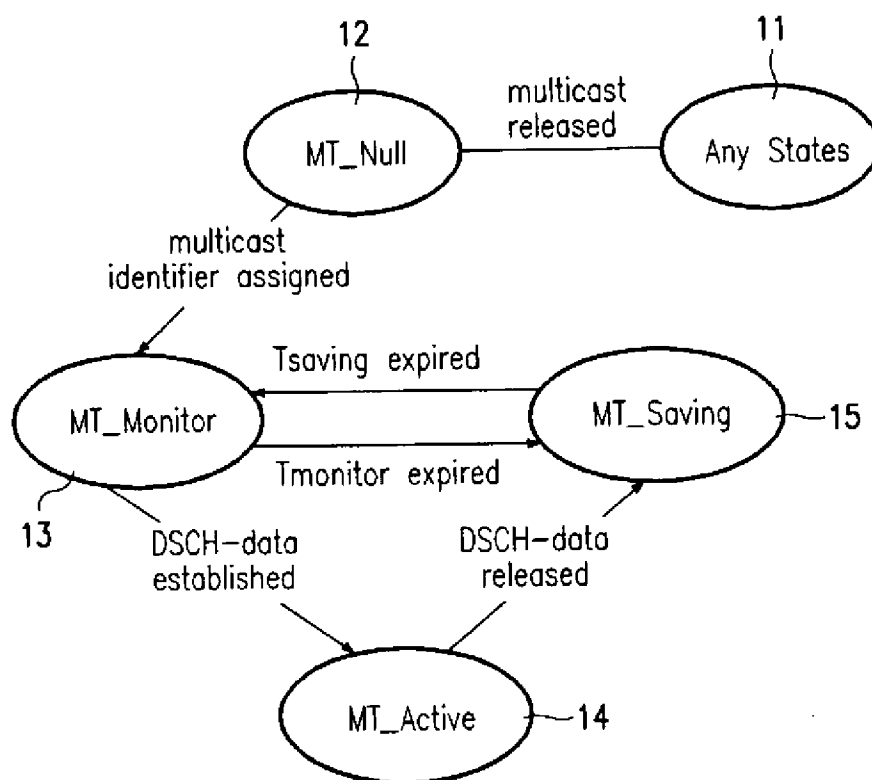 12
11
multicast
released
MT_Null
Any States
multicast
identifier assigned
Tsaving expired
MT_Monitor
MT_Saving
15
Tmonitor expired
13
DSCH-data
established
DSCH-data
released
MT_Active
14